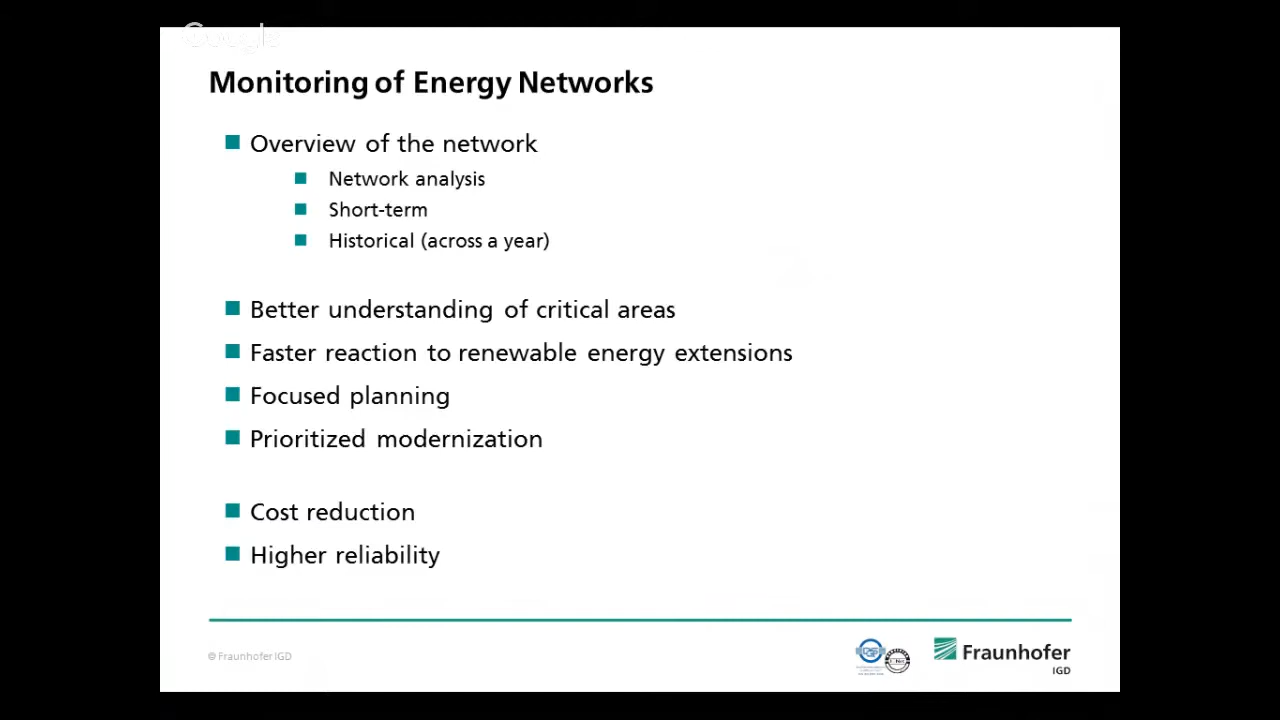 Google
Monitoring of Energy Networks
Overview of the network
Network analysis
Short-term
Historical (across a year)
Better understanding of critical areas
Faster reaction to renewable energy extensions
Focused planning
Prioritized modernization
Cost reduction
Higher reliability
© Fraunhofer IGD
Fraunhofer
IGD